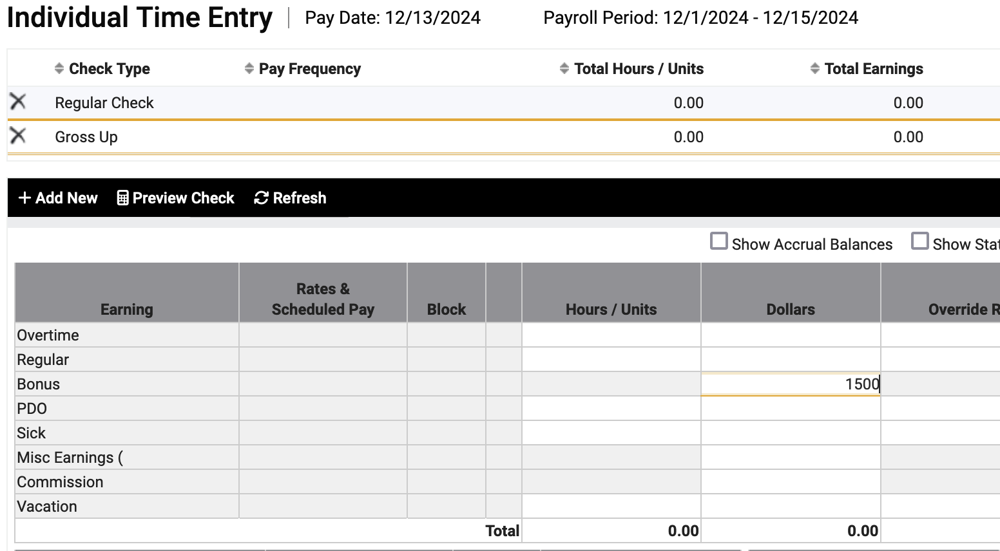 Individual Time Entry Pay Date: 12/13/2024 Payroll Period: 12/1/2024 - 12/15/2024
Check Type Pay Frequency Total Hours / Units Total Earnings
Regular Check 0.00 0.00
Gross Up 0.00 0.00
Add New Preview Check Refresh
Show Accrual Balances Show Stat
Earning Rates & Scheduled Pay Block Hours / Units Dollars Override R
Overtime
Regular
Bonus 1500
PDO
Sick
Misc Earnings (
Commission
Vacation
Total 0.00 0.00